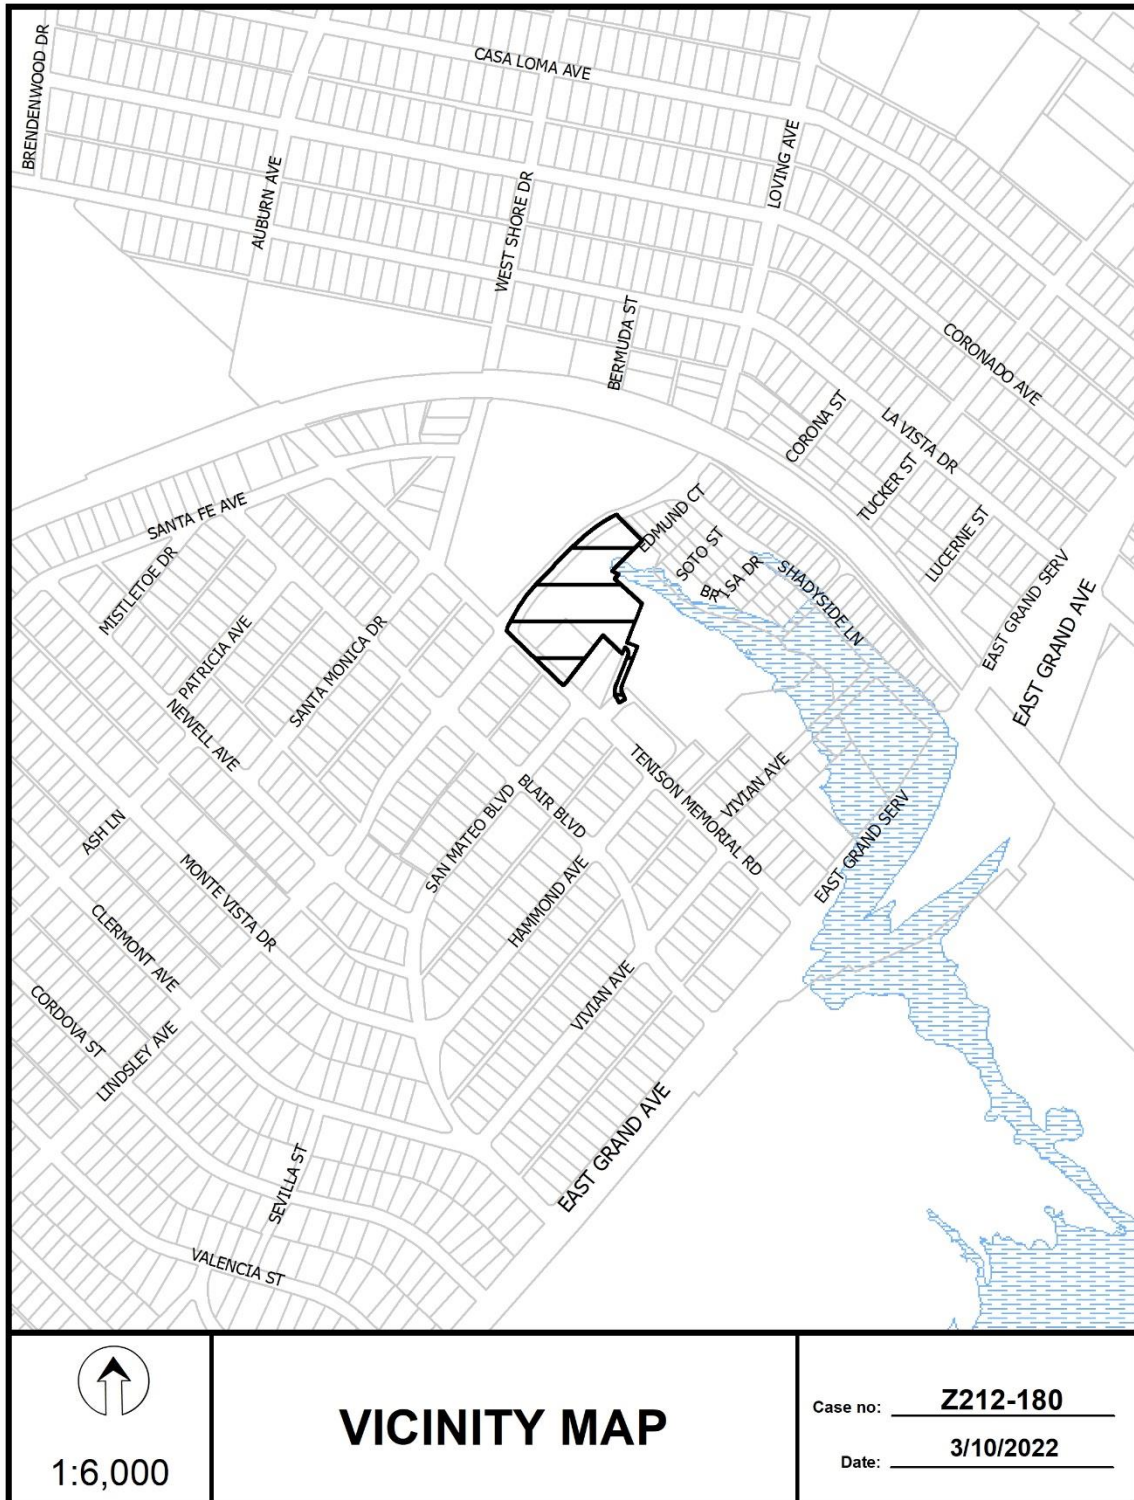 BRENDENWOOD DR
CASA LOMA AVE
AUBURN AVE
WEST SHORE DR
LOVING AVE
BERMUDA ST
CORONADO AVE
CORONA ST
LA VISTA DR
TUCKER ST
LUCERNE ST
SANTA FE AVE
EDMUND CT
SOTO ST
SHADYSIDE LN
EAST GRAND SERV
EAST GRAND AVE
MISTLETOE DR
PATRICIA AVE
SANTA MONICA DR
NEWELL AVE
TENISON MEMORIAL RD
VIVIAN AVE
BLAIR BLVD
SAN MATEO BLVD
EAST GRAND SERV
ASH LN
MONTE VISTA DR
HAMMOND AVE
CLERMONT AVE
VIVIAN AVE
CORDOVA ST
LINDSLEY AVE
EAST GRAND AVE
SEVILLA ST
VALENCIA ST
1:6,000
VICINITY MAP
Case no: Z212-180
Date: 3/10/2022